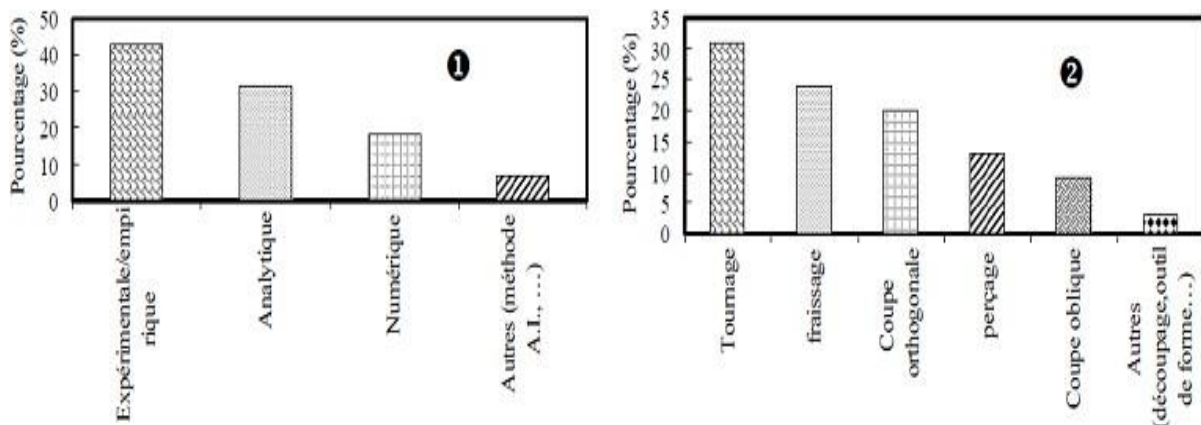 Pourcentage (%)
50
40
30
20
10
0
❶
Expérimentale/empi
rique
Analytique
Numérique
Autres (méthode
A.I., …)
Pourcentage (%)
35
30
25
20
15
10
5
0
❷
Tournage
fraissage
Coupe
orthogonale
perçage
Coupe oblique
Autres
(découpage,outil
de forme…)